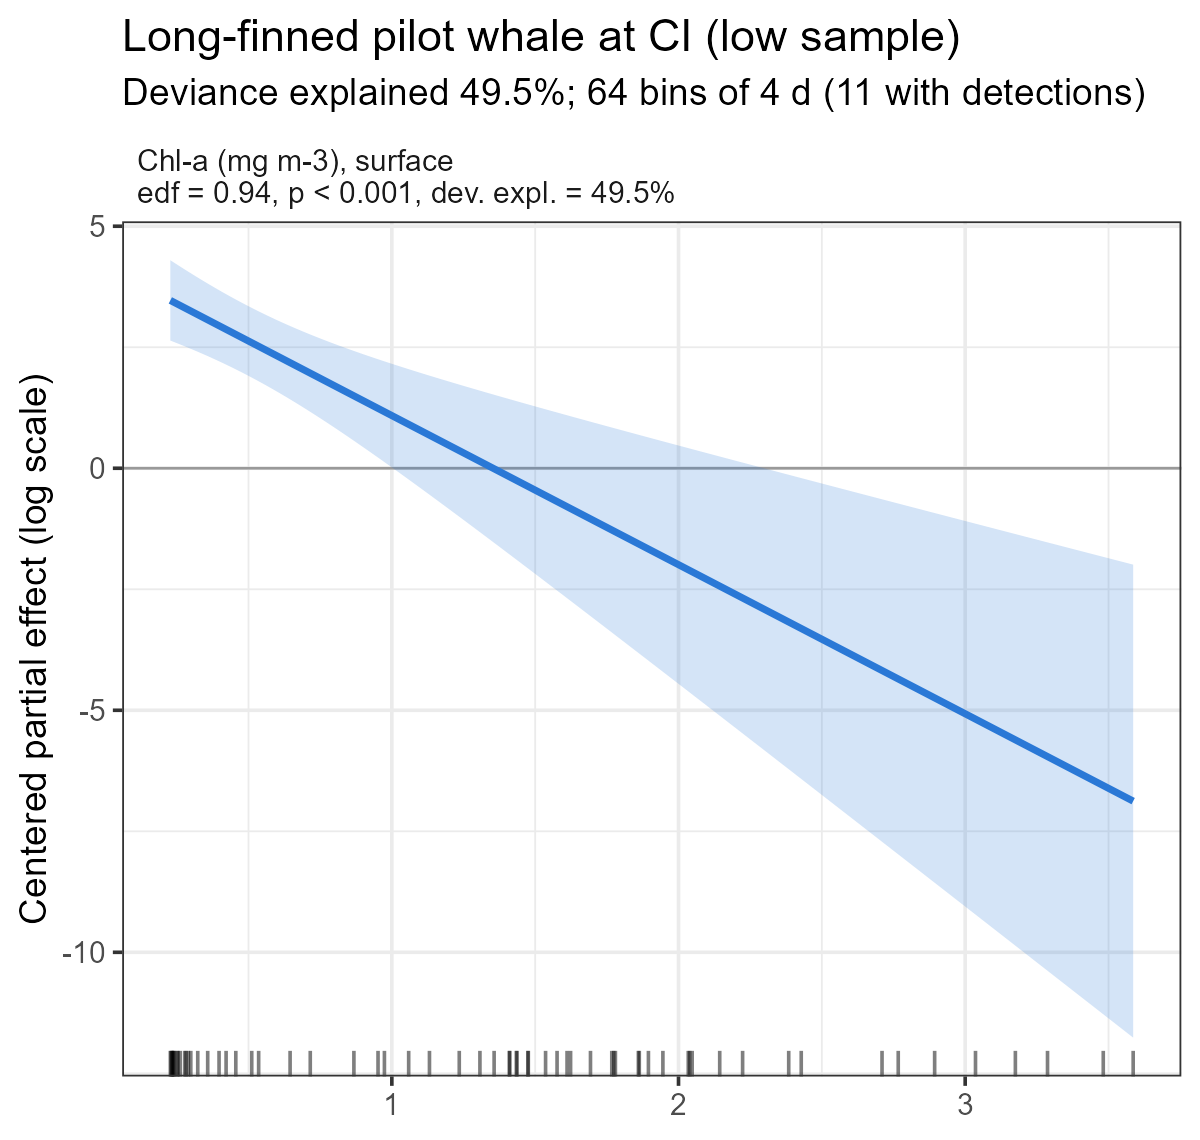 Long-finned pilot whale at CI (low sample)
Deviance explained 49.5%; 64 bins of 4 d (11 with detections)
Chl-a (mg m-3), surface
edf = 0.94, p < 0.001, dev. expl. = 49.5%
Centered partial effect (log scale)
5
0
-5
-10
1
2
3